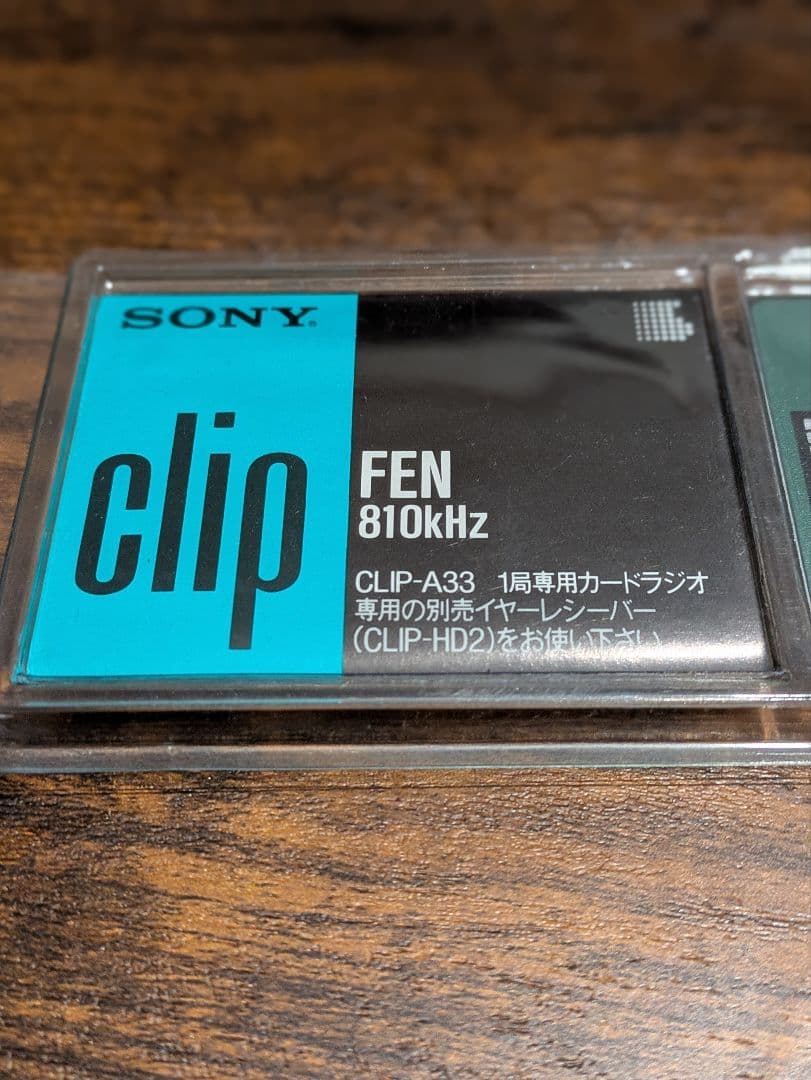 SONY®
clip
FEN
810kHz
CLIP-A33 1局専用カードラジオ
専用の別売イヤーレシーバー
(CLIP-HD2)をお使い下さい